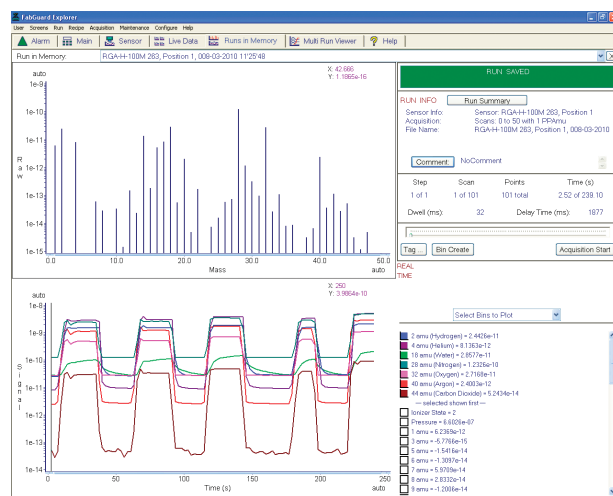 FabGuard Explorer
User Screens Run Recipe Acquisition Maintenance Configure Help
Alarm Main Sensor Live Data Runs in Memory Multi Run Viewer Help
Run in Memory: RGA-H-100M 263, Position 1, 008-03-2010 11'25'48
auto
X: 42.666
Y: 1.1865e-16
1e-9
1e-10
1e-11
Raw
1e-12
1e-13
1e-14
1e-15
0.0 10.0 20.0 30.0 40.0 50.0
Mass auto
RUN SAVED
RUN INFO Run Summary
Sensor Info: Sensor: RGA-H-100M 263, Position 1
Acquisition: Scans: 0 to 50 with 1 PPAmu
File Name: RGA-H-100M 263, Position 1, 008-03-2010
Comment: NoComment
Step Scan Points Time (s)
1 of 1 1 of 101 101 total 2.52 of 239.10
Dwell (ms): 32 Delay Time (ms): 1877
Tag ... Bin Create Acquisition Start
REAL
TIME
X: 250
Y: 3.9864e-10
auto
1e-8
1e-9
1e-10
Signal
1e-11
1e-12
1e-13
1e-14
0 50 100 150 200 250
Time (s) auto
Select Bins to Plot
2 amu (Hydrogen) = 2.4426e-11
4 amu (Helium) = 8.1363e-12
18 amu (Water) = 2.8577e-11
28 amu (Nitrogen) = 1.2326e-10
32 amu (Oxygen) = 2.7168e-11
40 amu (Argon) = 2.4003e-12
44 amu (Carbon Dioxide) = 5.2434e-14
— selected shown first —
Ionizer State = 2
Pressure = 6.6026e-07
1 amu = 6.2369e-12
3 amu = -5.7766e-15
5 amu = -1.5416e-14
6 amu = -1.3097e-14
7 amu = 5.9709e-14
8 amu = 2.8332e-14
9 amu = -1.2006e-14